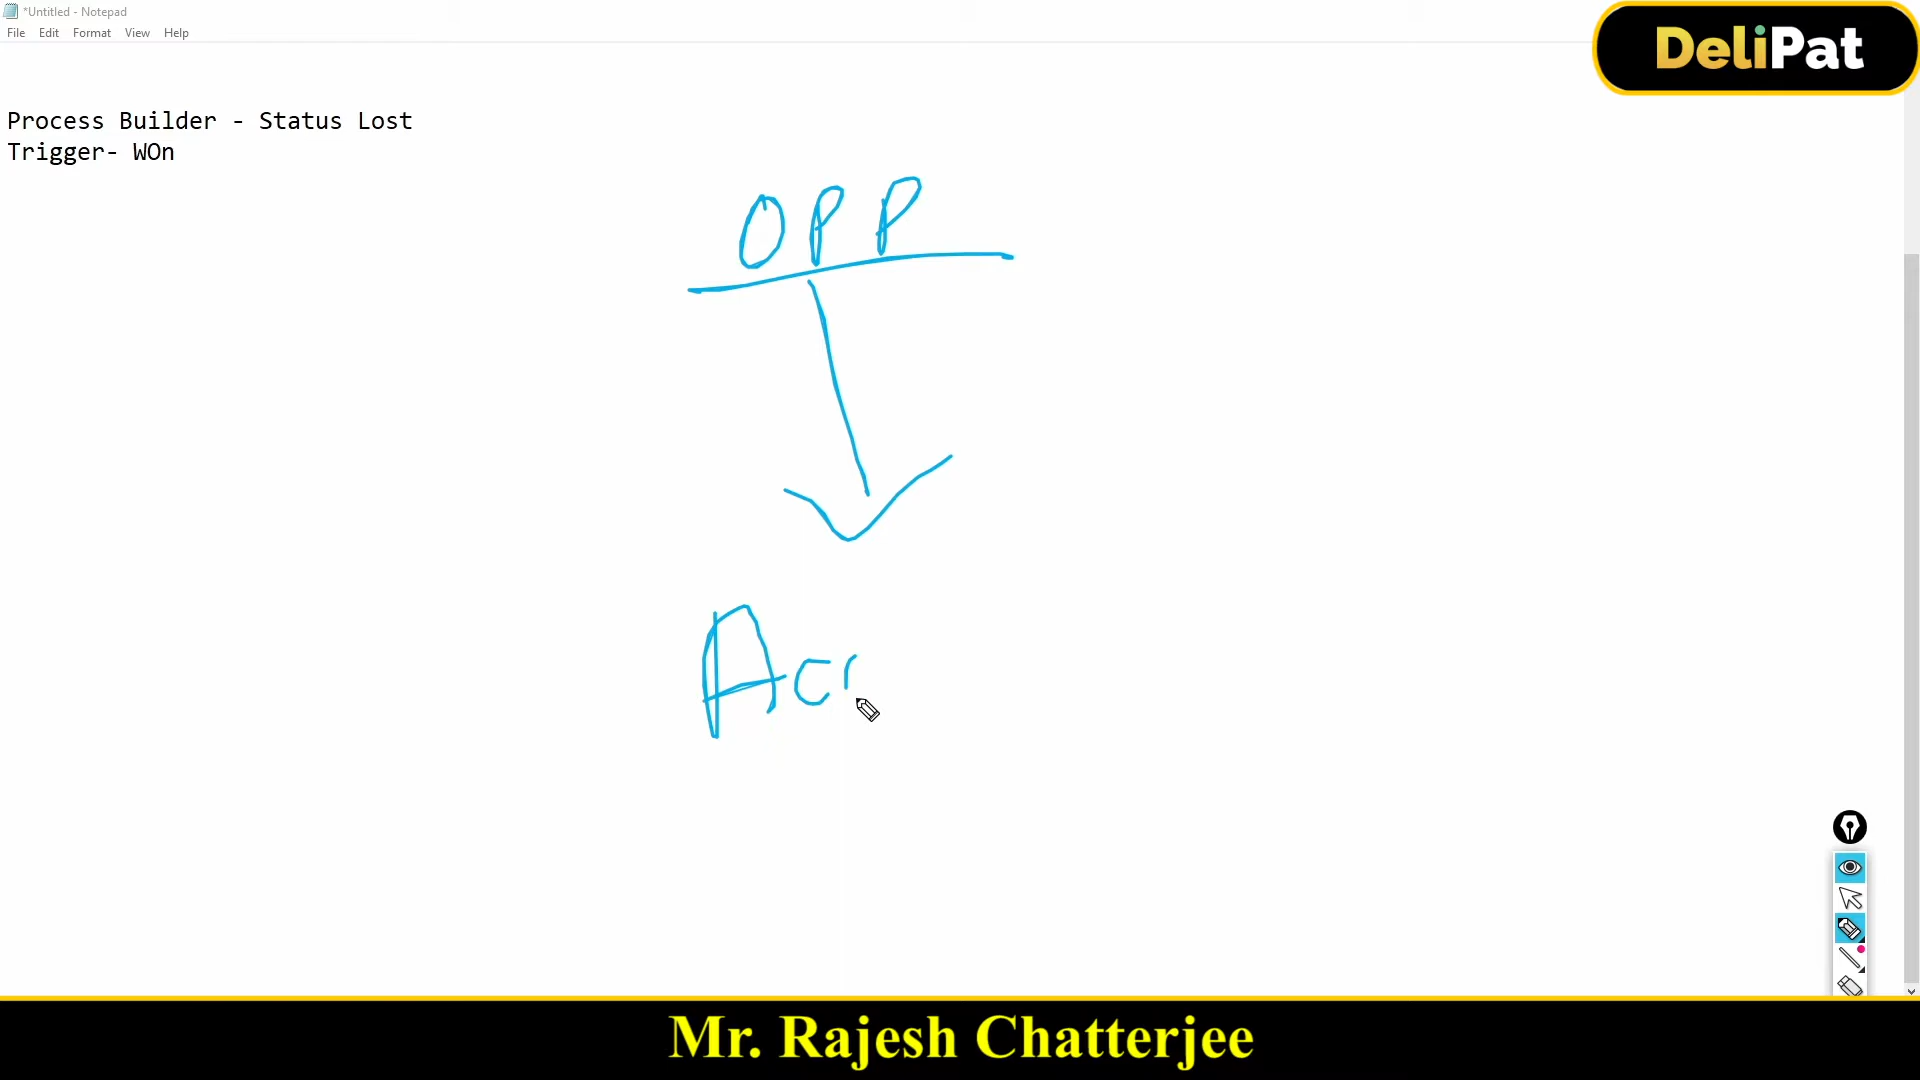 *Untitled - Notepad
File Edit Format View Help
DeliPat
Process Builder - Status Lost
Trigger- WOn
OPP
Acc
Mr. Rajesh Chatterjee